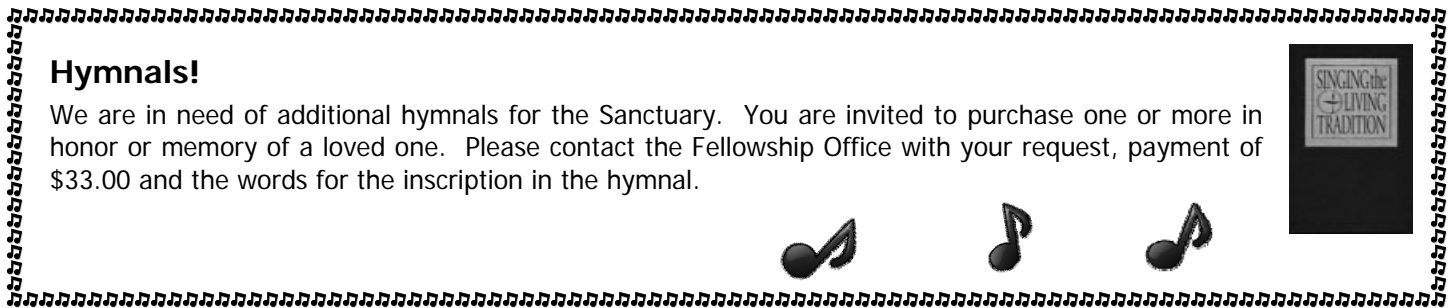 Hymnals!
We are in need of additional hymnals for the Sanctuary. You are invited to purchase one or more in
honor or memory of a loved one. Please contact the Fellowship Office with your request, payment of
$33.00 and the words for the inscription in the hymnal.
SINGING the
LIVING
TRADITION